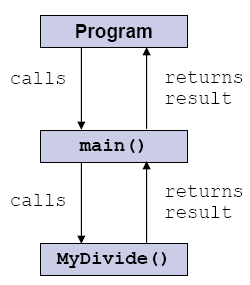 Program
calls
returns
result
main()
calls
returns
result
MyDivide()